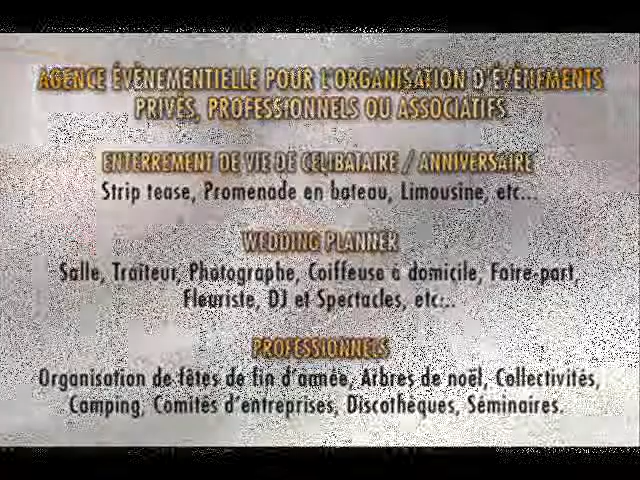 AGENCE ÉVÈNEMENTIELLE POUR L'ORGANISATION D'ÉVÈNEMENTS
PRIVÉS, PROFESSIONNELS OU ASSOCIATIFS
ENTERREMENT DE VIE DE CELIBATAIRE / ANNIVERSAIRE
Strip tease, Promenade en bateau, Limousine, etc...
WEDDING PLANNER
Salle, Traiteur, Photographe, Coiffeuse à domicile, Faire-part,
Fleuriste, DJ et Spectacles, etc...
PROFESSIONNELS
Organisation de fêtes de fin d'année, Arbres de noël, Collectivités,
Camping, Comités d'entreprises, Discothèques, Séminaires.